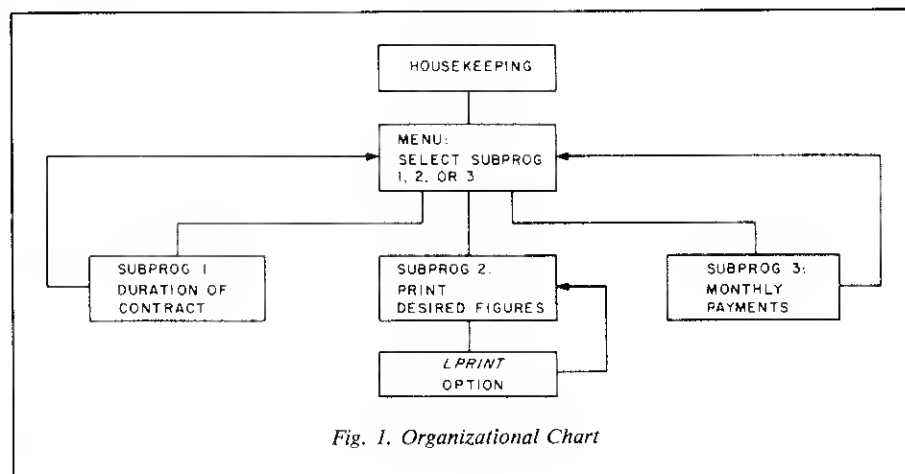 HOUSEKEEPING
MENU:
SELECT SUBPROG
1, 2, OR 3
SUBPROG 1
DURATION OF
CONTRACT
SUBPROG 2.
PRINT
DESIRED FIGURES
SUBPROG 3:
MONTHLY
PAYMENTS
LPRINT
OPTION
Fig. 1. Organizational Chart